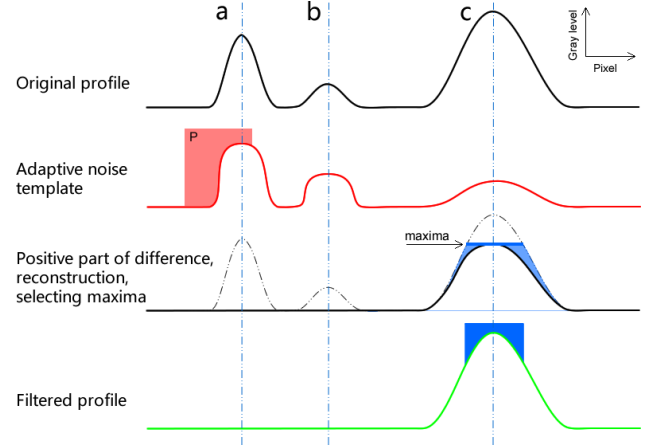 a b c
Gray level
Pixel
Original profile
P
Adaptive noise
template
maxima
Positive part of difference,
reconstruction,
selecting maxima
Filtered profile